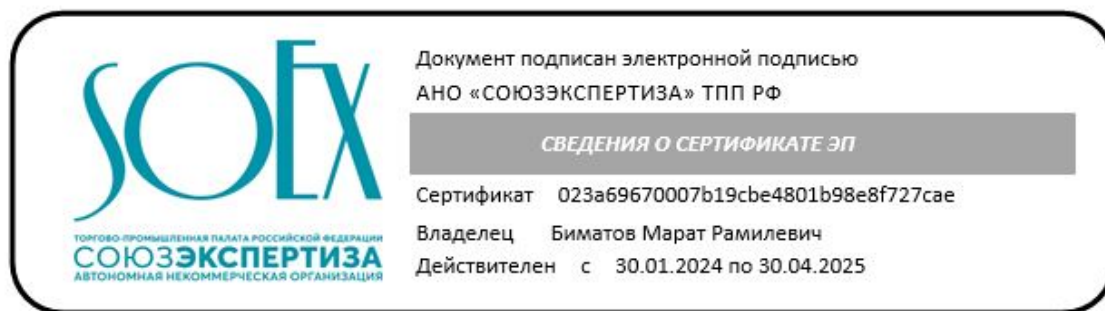 SOEX
ТОРГОВО-ПРОМЫШЛЕННАЯ ПАЛАТА РОССИЙСКОЙ ФЕДЕРАЦИИ
СОЮЗЭКСПЕРТИЗА
АВТОНОМНАЯ НЕКОММЕРЧЕСКАЯ ОРГАНИЗАЦИЯ
Документ подписан электронной подписью
АНО «СОЮЗЭКСПЕРТИЗА» ТПП РФ
СВЕДЕНИЯ О СЕРТИФИКАТЕ ЭП
Сертификат 023a69670007b19cbe4801b98e8f727cae
Владелец Биматов Марат Рамилевич
Действителен с 30.01.2024 по 30.04.2025